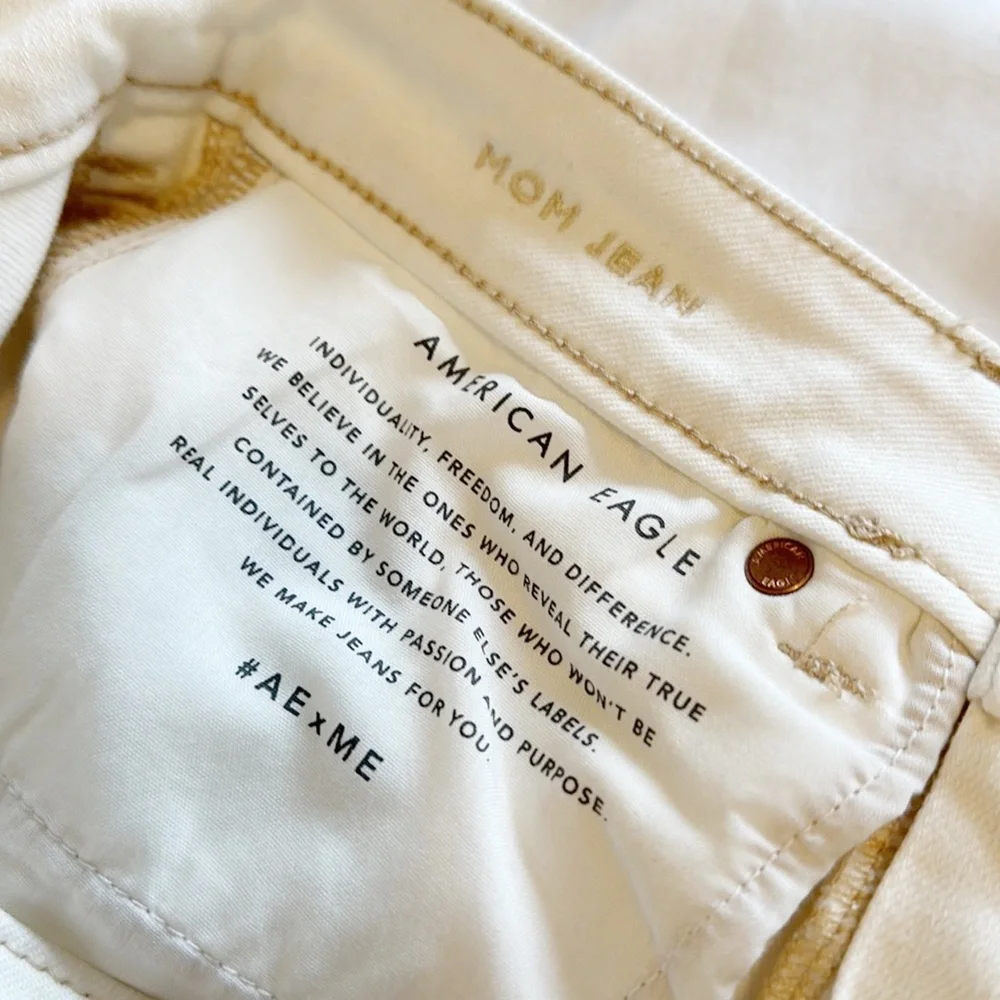 MOM JEAN
AMERICAN EAGLE
INDIVIDUALITY, FREEDOM, AND DIFFERENCE.
WE BELIEVE IN THE ONES WHO REVEAL THEIR TRUE
SELVES TO THE WORLD, THOSE WHO WON'T BE
CONTAINED BY SOMEONE ELSE'S LABELS.
REAL INDIVIDUALS WITH PASSION AND PURPOSE.
WE MAKE JEANS FOR YOU.
#AExME
AMERICAN
EAGLE